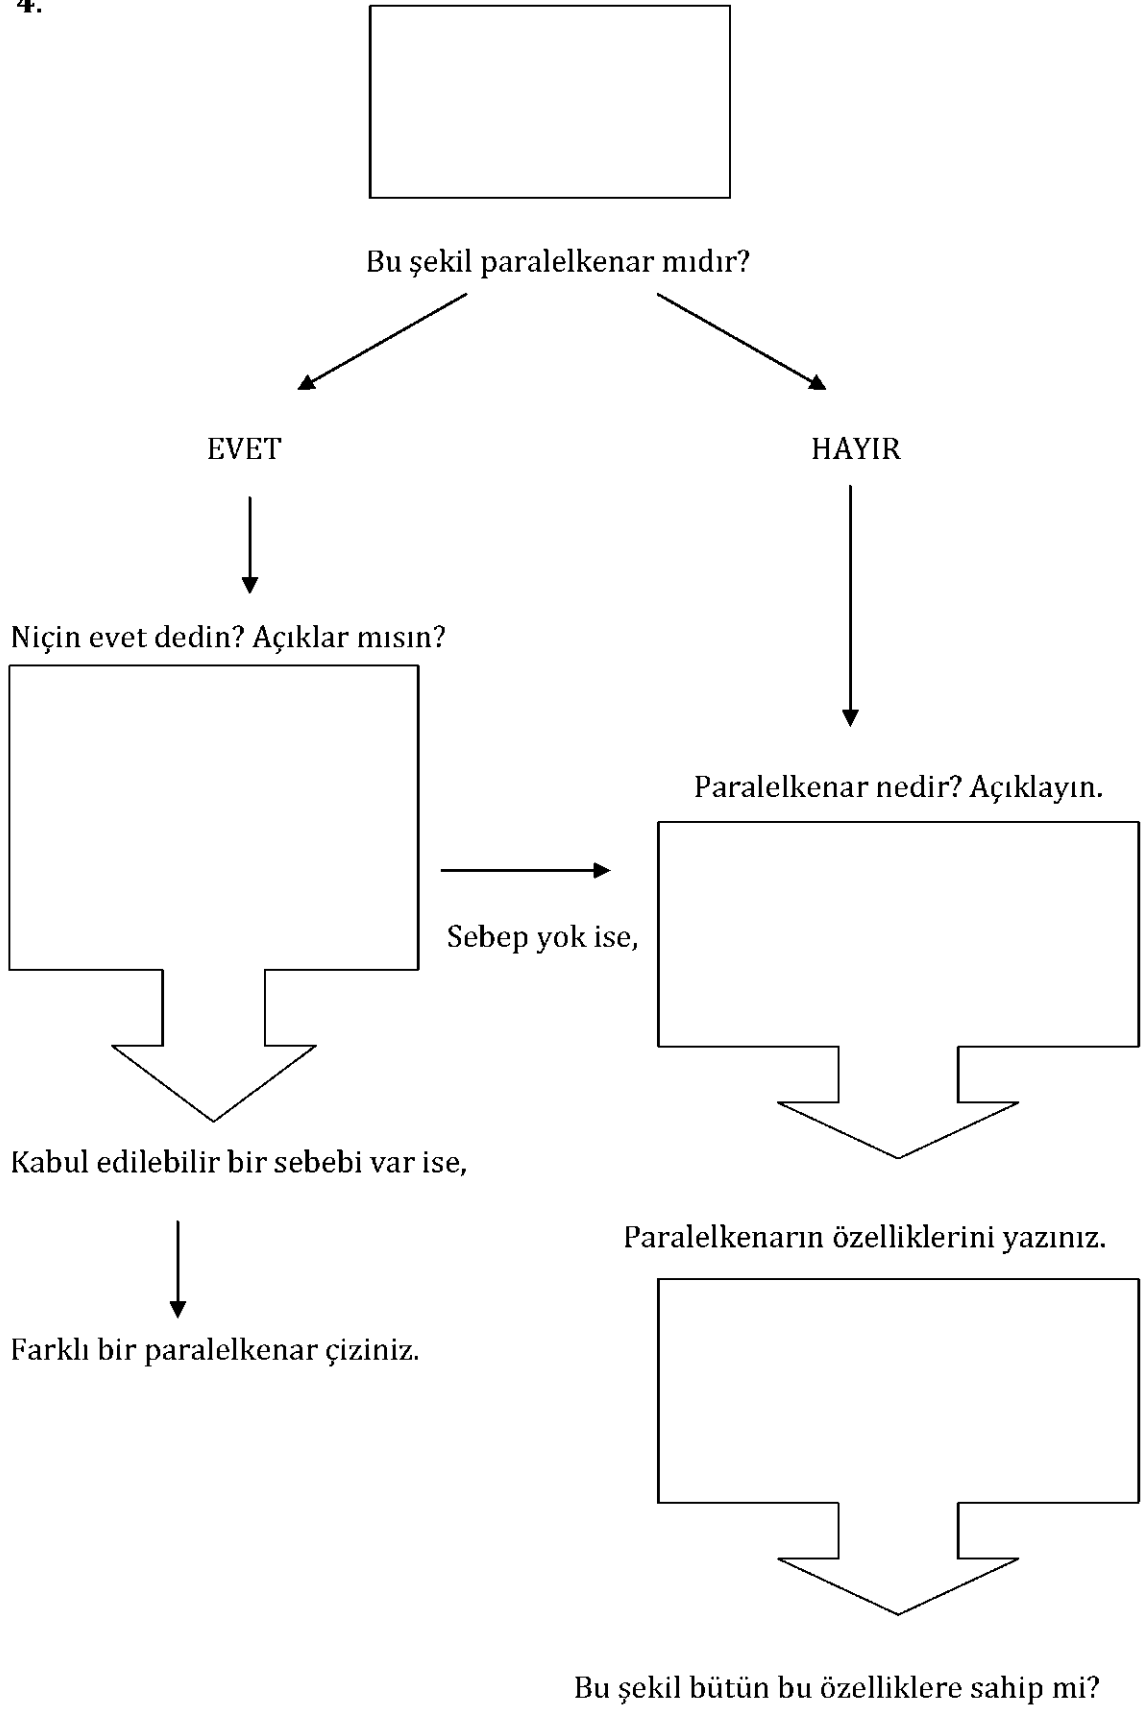 4.
Bu şekil paralelkenar mıdır?
EVET
HAYIR
Niçin evet dedin? Açıklar mısın?
Paralelkenar nedir? Açıklayın.
Sebep yok ise,
Kabul edilebilir bir sebebi var ise,
Paralelkenarın özelliklerini yazınız.
Farklı bir paralelkenar çiziniz.
Bu şekil bütün bu özelliklere sahip mi?